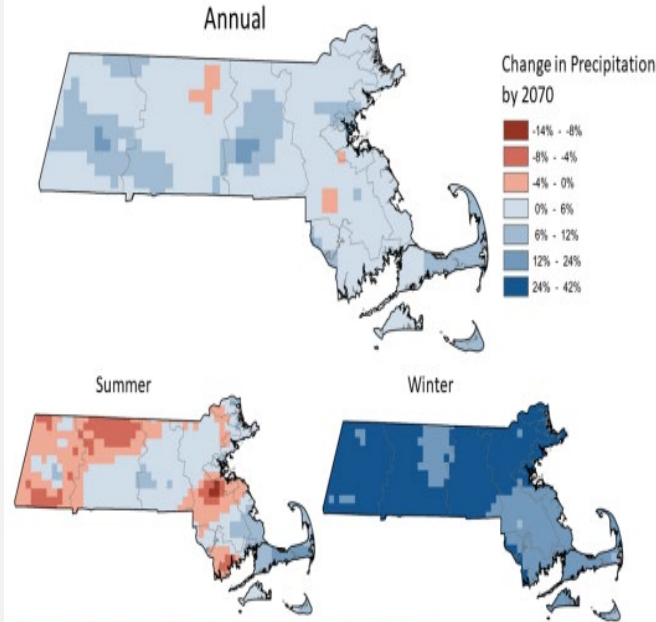 Annual
Change in Precipitation
by 2070
-14% - -8%
-8% - -4%
-4% - 0%
0% - 6%
6% - 12%
12% - 24%
24% - 42%
Summer
Winter